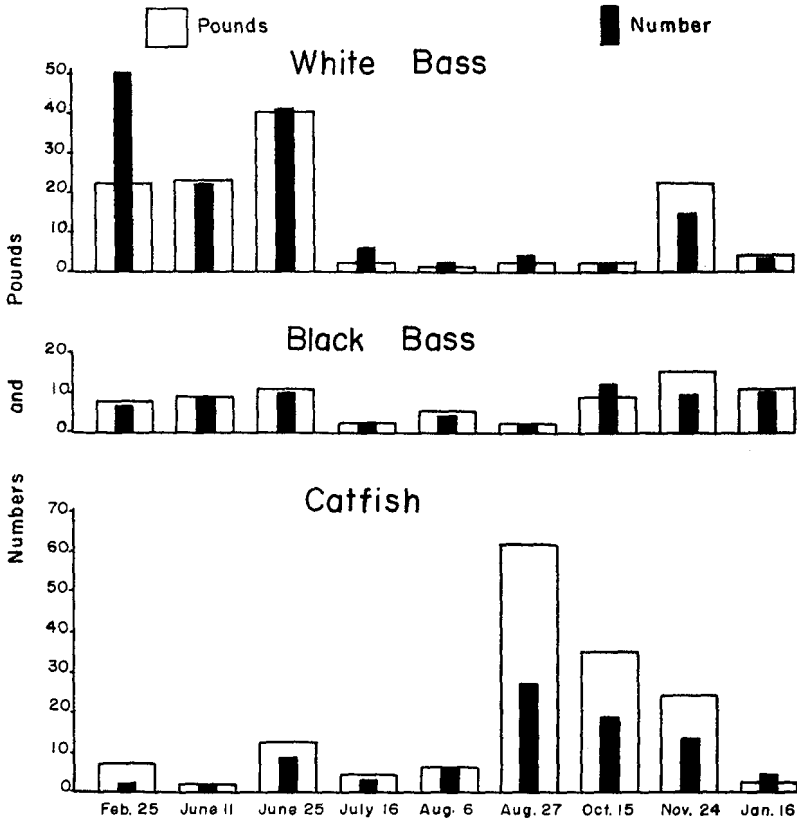 Pounds
Number
White Bass
50
40
30
20
10
0
Black Bass
20
10
0
Catfish
70
60
50
40
30
20
10
0
Numbers and Pounds
Feb. 25 June 11 June 25 July 16 Aug. 6 Aug. 27 Oct. 15 Nov. 24 Jan. 16